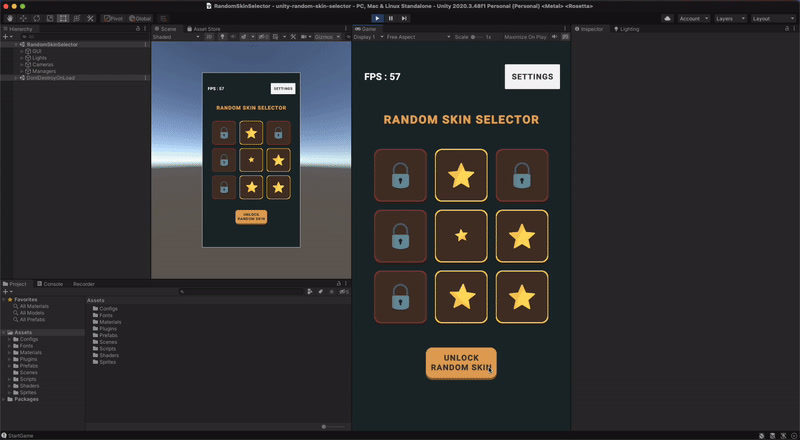 RandomSkinSelector - unity-random-skin-selector - PC, Mac & Linux Standalone - Unity 2020.3.48f1 Personal (Personal) <Metal> <Rosetta>
Pivot Global Account Layers Layout
Hierarchy
All
RandomSkinSelector
GUI
Lights
Cameras
Managers
DontDestroyOnLoad
Scene Asset Store
Shaded 2D Gizmos
FPS : 57 SETTINGS
RANDOM SKIN SELECTOR
UNLOCK
RANDOM SKIN
Game
Display 1 Free Aspect Scale 1x Maximize On Play
FPS : 57 SETTINGS
RANDOM SKIN SELECTOR
UNLOCK
RANDOM SKIN
Inspector Lighting
Project Console Recorder
Favorites
All Materials
All Models
All Prefabs
Assets
Configs
Fonts
Materials
Plugins
Prefabs
Scenes
Scripts
Shaders
Sprites
Packages
Assets
Configs
Fonts
Materials
Plugins
Prefabs
Scenes
Scripts
Shaders
Sprites
StartGame